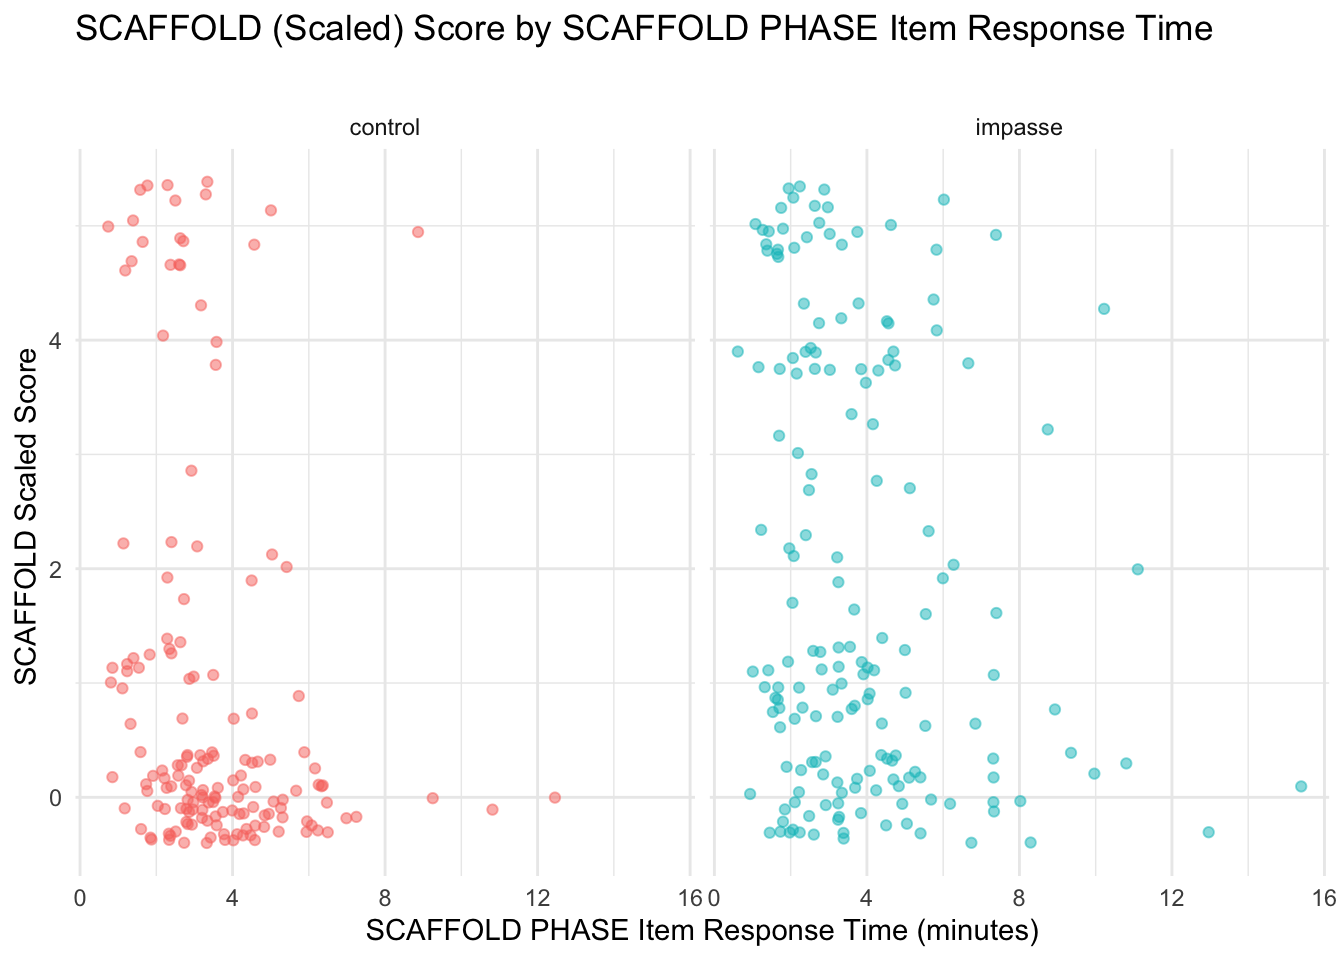 SCAFFOLD (Scaled) Score by SCAFFOLD PHASE Item Response Time
control
impasse
SCAFFOLD Scaled Score
4
2
0
0 4 8 12 16 0 4 8 12 16
SCAFFOLD PHASE Item Response Time (minutes)